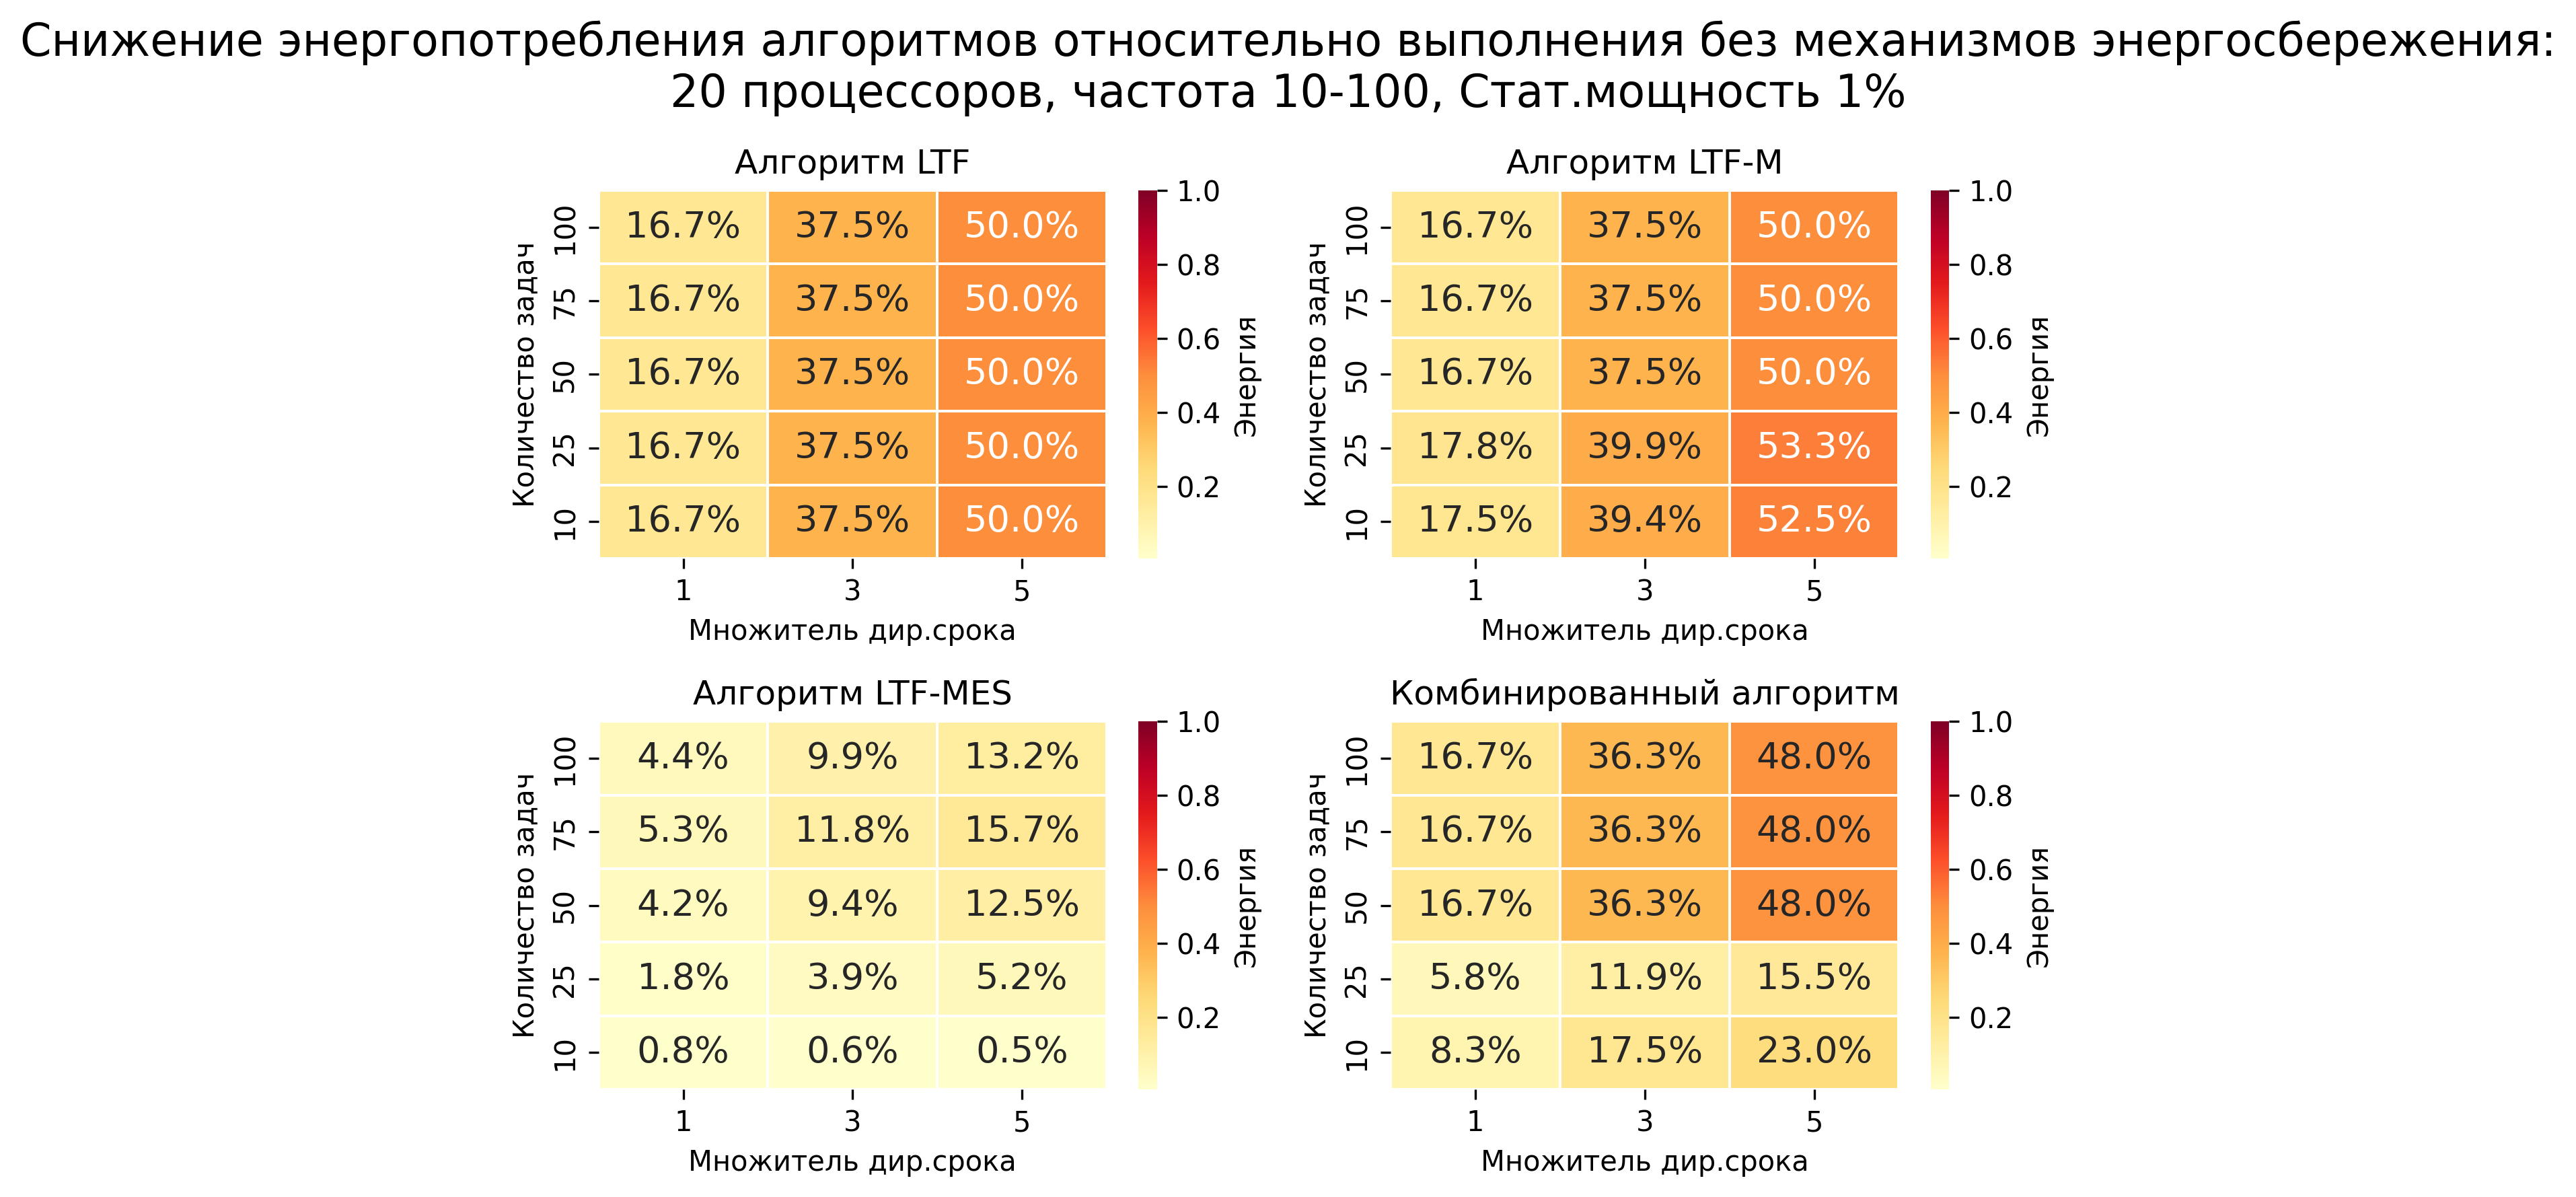 Снижение энергопотребления алгоритмов относительно выполнения без механизмов энергосбережения:
20 процессоров, частота 10-100, Стат.мощность 1%
Алгоритм LTF
Количество задач
100 16.7% 37.5% 50.0%
75 16.7% 37.5% 50.0%
50 16.7% 37.5% 50.0%
25 16.7% 37.5% 50.0%
10 16.7% 37.5% 50.0%
1 3 5
Множитель дир.срока
1.0
0.8
0.6
0.4
0.2
Энергия
Алгоритм LTF-M
Количество задач
100 16.7% 37.5% 50.0%
75 16.7% 37.5% 50.0%
50 16.7% 37.5% 50.0%
25 17.8% 39.9% 53.3%
10 17.5% 39.4% 52.5%
1 3 5
Множитель дир.срока
1.0
0.8
0.6
0.4
0.2
Энергия
Алгоритм LTF-MES
Количество задач
100 4.4% 9.9% 13.2%
75 5.3% 11.8% 15.7%
50 4.2% 9.4% 12.5%
25 1.8% 3.9% 5.2%
10 0.8% 0.6% 0.5%
1 3 5
Множитель дир.срока
1.0
0.8
0.6
0.4
0.2
Энергия
Комбинированный алгоритм
Количество задач
100 16.7% 36.3% 48.0%
75 16.7% 36.3% 48.0%
50 16.7% 36.3% 48.0%
25 5.8% 11.9% 15.5%
10 8.3% 17.5% 23.0%
1 3 5
Множитель дир.срока
1.0
0.8
0.6
0.4
0.2
Энергия